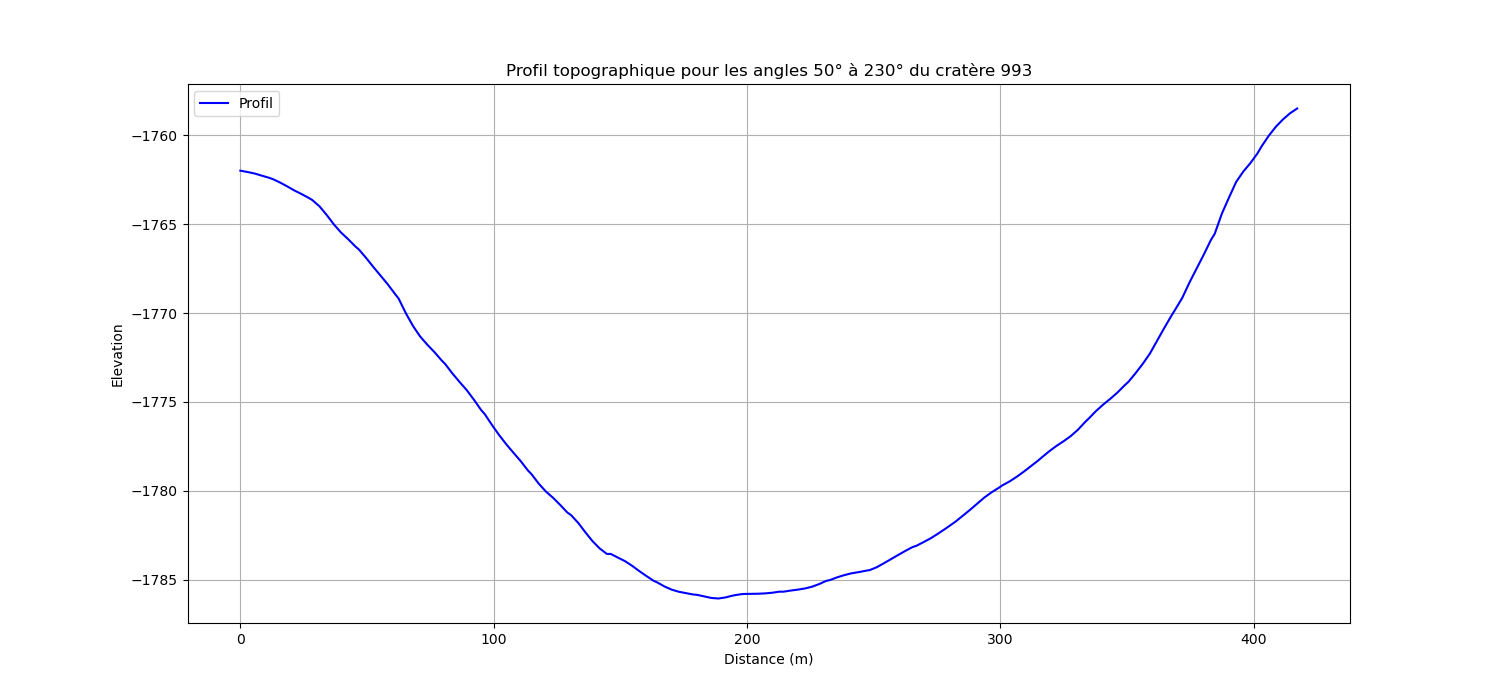 Profil topographique pour les angles 50° à 230° du cratère 993
Profil
−1760
−1765
−1770
−1775
−1780
−1785
Elevation
0 100 200 300 400
Distance (m)